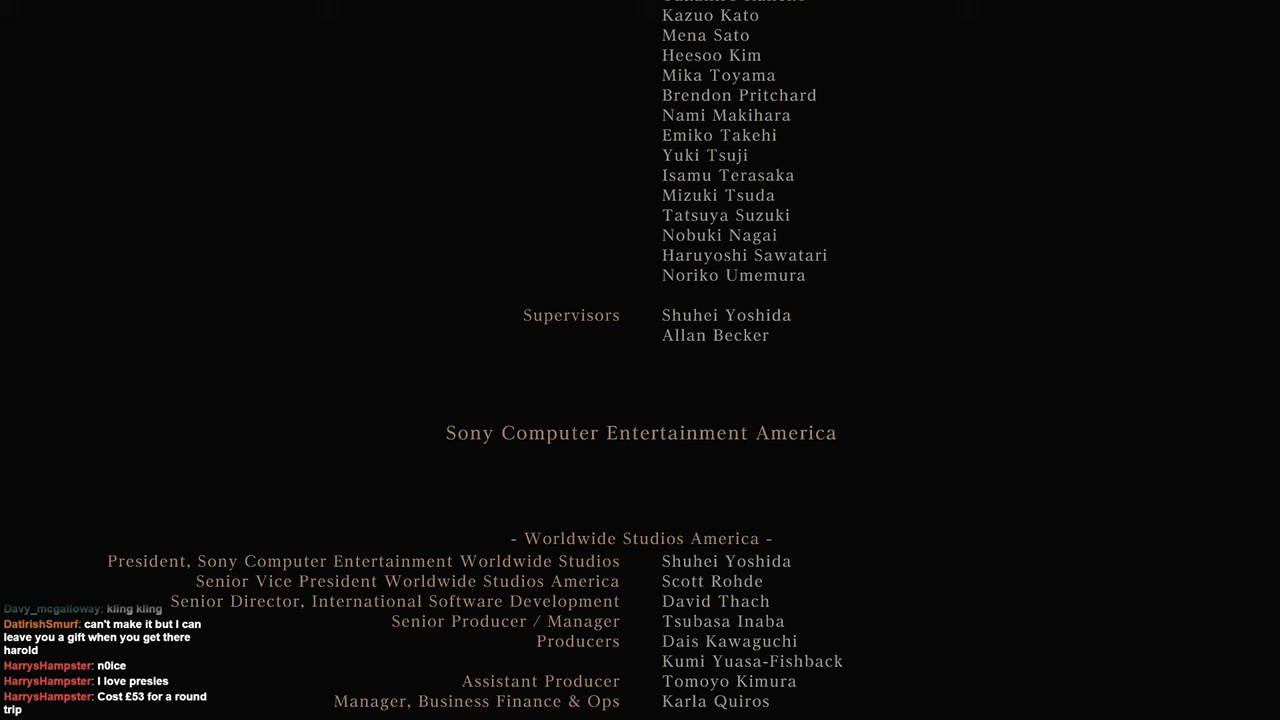 Kazuo Kato
Mena Sato
Heesoo Kim
Mika Toyama
Brendon Pritchard
Nami Makihara
Emiko Takehi
Yuki Tsuji
Isamu Terasaka
Mizuki Tsuda
Tatsuya Suzuki
Nobuki Nagai
Haruyoshi Sawatari
Noriko Umemura
Supervisors Shuhei Yoshida
Allan Becker
Sony Computer Entertainment America
- Worldwide Studios America -
President, Sony Computer Entertainment Worldwide Studios Shuhei Yoshida
Senior Vice President Worldwide Studios America Scott Rohde
Senior Director, International Software Development David Thach
Senior Producer / Manager Tsubasa Inaba
Producers Dais Kawaguchi
Kumi Yuasa-Fishback
Assistant Producer Tomoyo Kimura
Manager, Business Finance & Ops Karla Quiros
Davy_mcgalloway: kling kling
DatIrishSmurf: can't make it but I can
leave you a gift when you get there
harold
HarrysHampster: n0ice
HarrysHampster: I love presies
HarrysHampster: Cost £53 for a round
trip